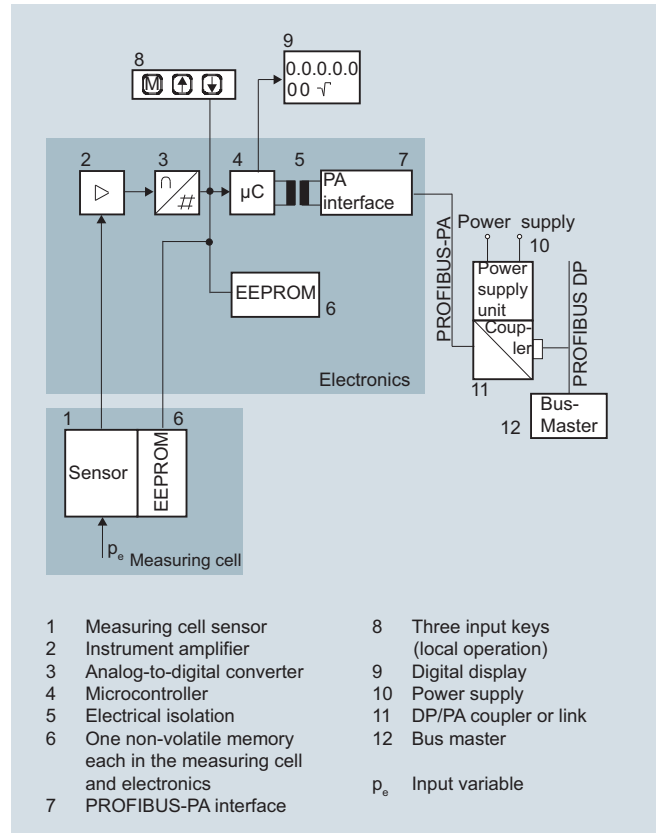 8
M
9
0.0.0.0.0
00 √
2
3
4
5
7
∩
#
µC
PA
interface
EEPROM
6
Electronics
PROFIBUS-PA
Power supply
10
Power
supply
unit
Coup-
ler
11
PROFIBUS DP
12
Bus-
Master
1
6
Sensor
EEPROM
pe
Measuring cell
1 Measuring cell sensor
2 Instrument amplifier
3 Analog-to-digital converter
4 Microcontroller
5 Electrical isolation
6 One non-volatile memory
each in the measuring cell
and electronics
7 PROFIBUS-PA interface
8 Three input keys
(local operation)
9 Digital display
10 Power supply
11 DP/PA coupler or link
12 Bus master
pe Input variable